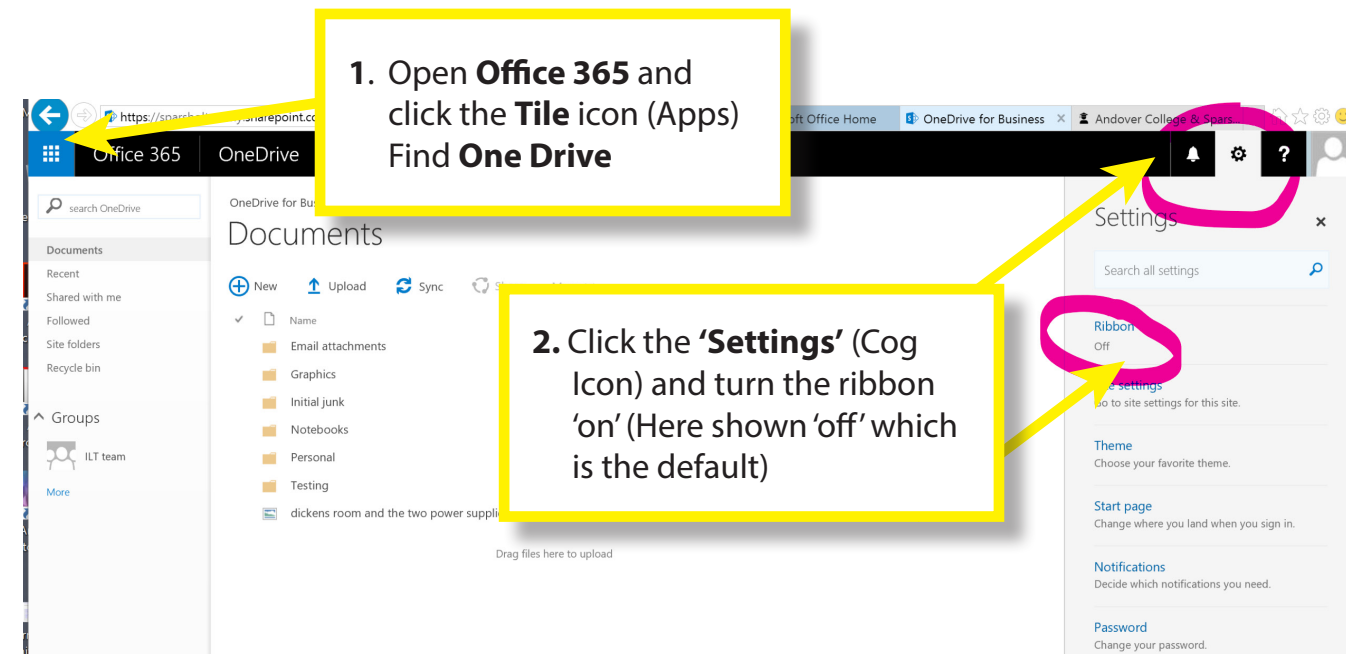 1. Open Office 365 and
click the Tile icon (Apps)
Find One Drive
https://sparshol
sharepoint.co
oft Office Home
OneDrive for Business ×
Andover College & Spars
Office 365
OneDrive
?
search OneDrive
Documents
Recent
Shared with me
Followed
Site folders
Recycle bin
Groups
ILT team
More
OneDrive for Bus
Documents
New Upload Sync
Name
Email attachments
Graphics
Initial junk
Notebooks
Personal
Testing
dickens room and the two power supplie
Drag files here to upload
2. Click the ‘Settings’ (Cog
Icon) and turn the ribbon
‘on’ (Here shown ‘off’ which
is the default)
Settings ×
Search all settings
Ribbon
Off
settings
Go to site settings for this site.
Theme
Choose your favorite theme.
Start page
Change where you land when you sign in.
Notifications
Decide which notifications you need.
Password
Change your password.